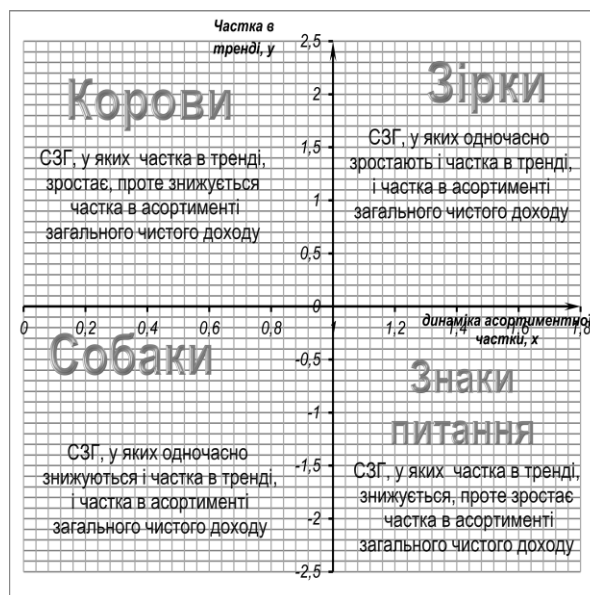 Частка в
тренді, y
2,5
Корови
Зірки
2
СЗГ, у яких частка в тренді,
зростає, проте знижується
частка в асортименті
загального чистого доходу
СЗГ, у яких одночасно
зростають і частка в тренді,
і частка в асортименті
загального чистого доходу
1,5
1
0,5
0
0 0,2 0,4 0,6 0,8 1 1,2 1,4 1,6 1,8
динаміка асортиментної
частки, x
Собаки
-0,5
Знаки
питання
-1
СЗГ, у яких одночасно
знижуються і частка в тренді,
і частка в асортименті
загального чистого доходу
-1,5
СЗГ, у яких частка в тренді,
знижується, проте зростає
частка в асортименті
загального чистого доходу
-2
-2,5